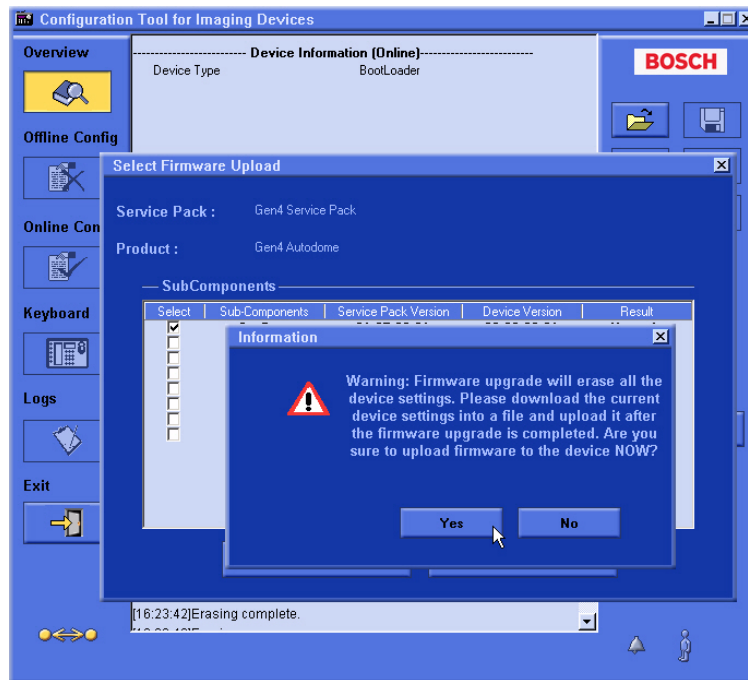 Configuration Tool for Imaging Devices
Overview
Offline Config
Online Con
Keyboard
Logs
Exit
------------------------- Device Information (Online)-------------------------
Device Type BootLoader
BOSCH
Select Firmware Upload
Service Pack : Gen4 Service Pack
Product : Gen4 Autodome
SubComponents
Select Sub-Components Service Pack Version Device Version Result
Information
Warning: Firmware upgrade will erase all the
device settings. Please download the current
device settings into a file and upload it after
the firmware upgrade is completed. Are you
sure to upload firmware to the device NOW?
Yes No
[16:23:42]Erasing complete.